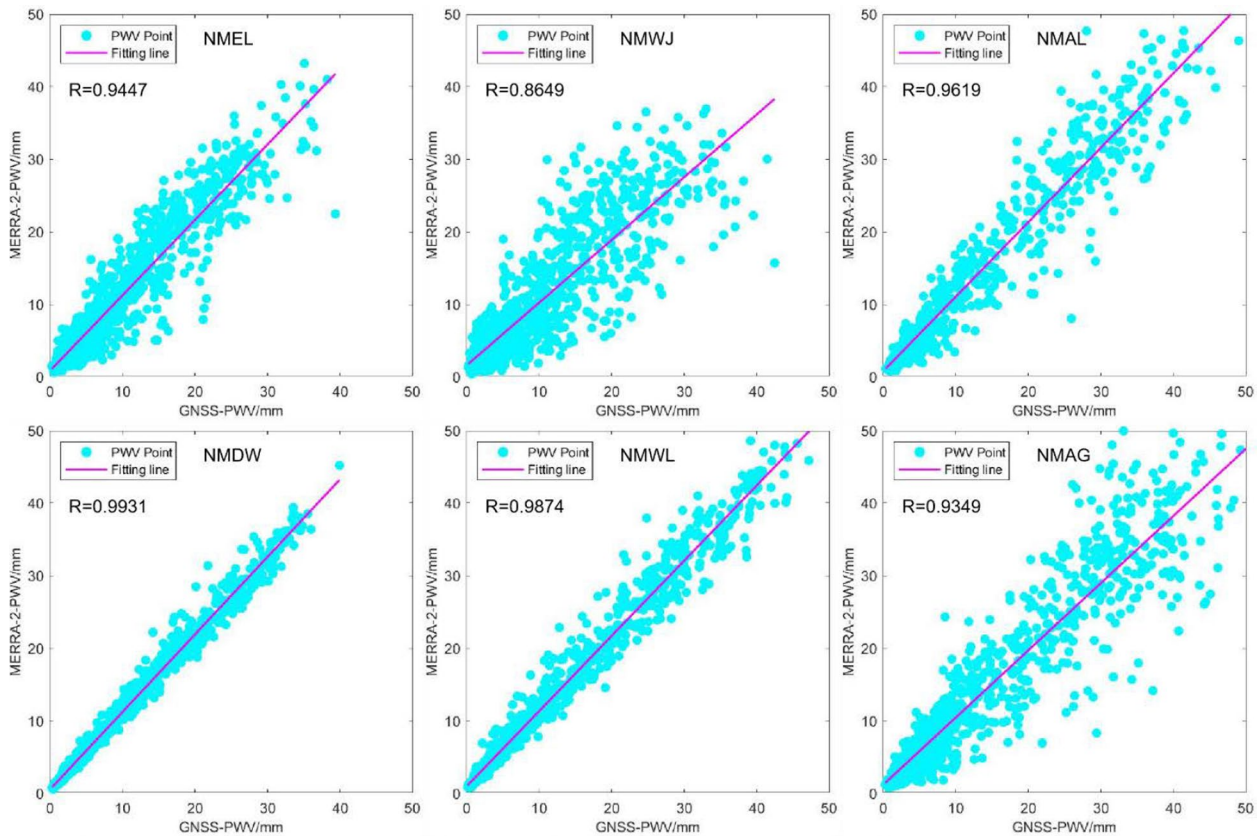 50
40
30
20
10
0
MERRA-2-PWV/mm
PWV Point
Fitting line
NMEL
R=0.9447
0 10 20 30 40 50
GNSS-PWV/mm
50
40
30
20
10
0
MERRA-2-PWV/mm
PWV Point
Fitting line
NMWJ
R=0.8649
0 10 20 30 40 50
GNSS-PWV/mm
50
40
30
20
10
0
MERRA-2-PWV/mm
PWV Point
Fitting line
NMAL
R=0.9619
0 10 20 30 40 50
GNSS-PWV/mm
50
40
30
20
10
0
MERRA-2-PWV/mm
PWV Point
Fitting line
NMDW
R=0.9931
0 10 20 30 40 50
GNSS-PWV/mm
50
40
30
20
10
0
MERRA-2-PWV/mm
PWV Point
Fitting line
NMWL
R=0.9874
0 10 20 30 40 50
GNSS-PWV/mm
50
40
30
20
10
0
MERRA-2-PWV/mm
PWV Point
Fitting line
NMAG
R=0.9349
0 10 20 30 40 50
GNSS-PWV/mm